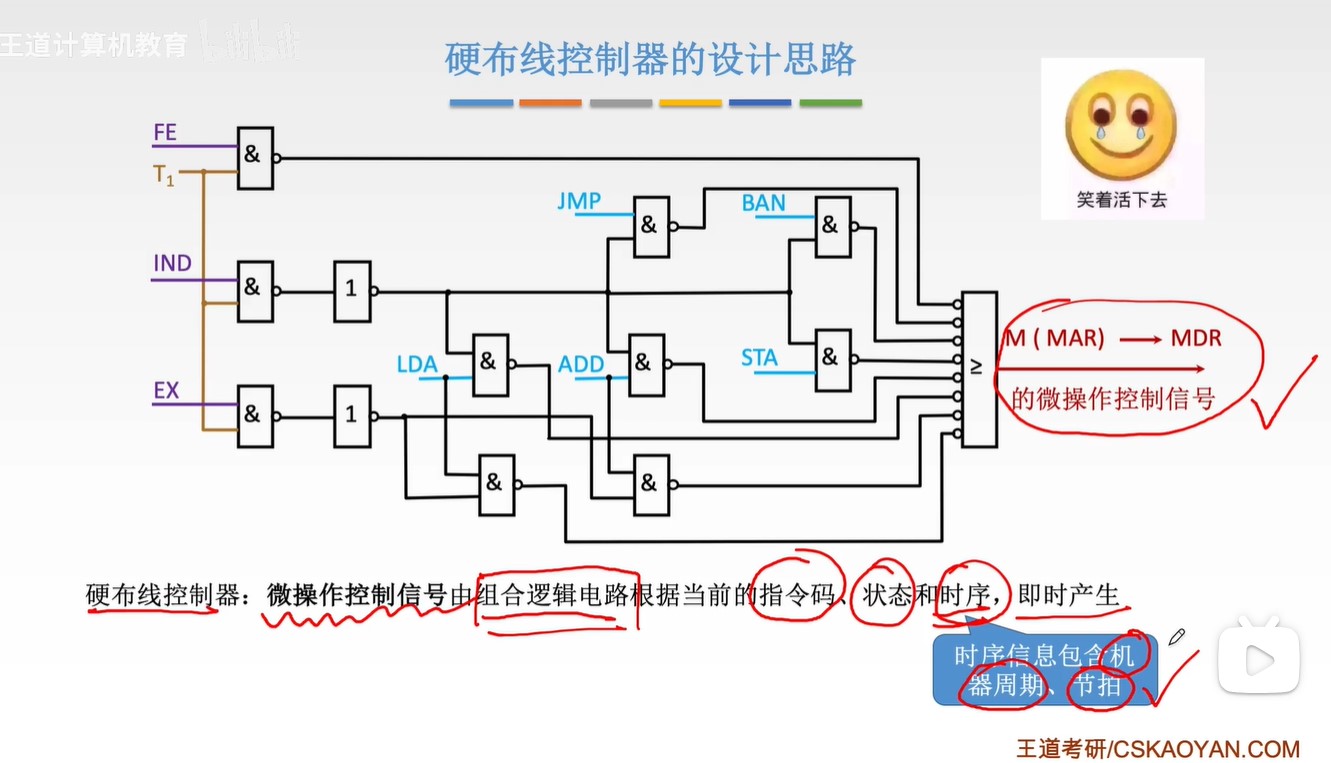 王道计算机教育
硬布线控制器的设计思路
笑着活下去
FE
&
T1
JMP
&
BAN
&
IND
&
1
LDA
&
ADD
&
STA
&
≥
M ( MAR) → MDR
的微操作控制信号
EX
&
1
&
&
硬布线控制器：微操作控制信号由组合逻辑电路根据当前的指令码、状态和时序，即时产生
时序信息包含机
器周期、节拍
王道考研/CSKAOYAN.COM